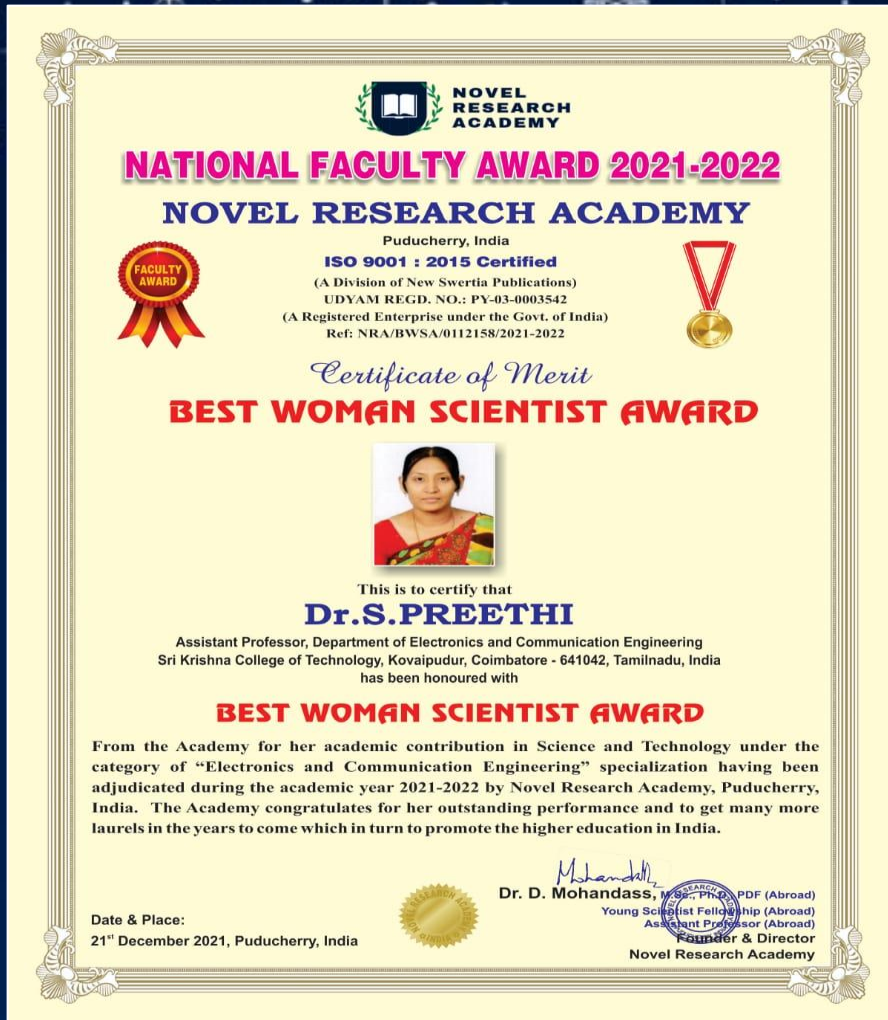 NOVEL
RESEARCH
ACADEMY
NATIONAL FACULTY AWARD 2021-2022
NOVEL RESEARCH ACADEMY
Puducherry, India
ISO 9001 : 2015 Certified
FACULTY
AWARD
(A Division of New Swertia Publications)
UDYAM REGD. NO.: PY-03-0003542
(A Registered Enterprise under the Govt. of India)
Ref: NRA/BWSA/0112158/2021-2022
Certificate of Merit
BEST WOMAN SCIENTIST AWARD
This is to certify that
Dr.S.PREETHI
Assistant Professor, Department of Electronics and Communication Engineering
Sri Krishna College of Technology, Kovaipudur, Coimbatore - 641042, Tamilnadu, India
has been honoured with
BEST WOMAN SCIENTIST AWARD
From the Academy for her academic contribution in Science and Technology under the
category of “Electronics and Communication Engineering” specialization having been
adjudicated during the academic year 2021-2022 by Novel Research Academy, Puducherry,
India. The Academy congratulates for her outstanding performance and to get many more
laurels in the years to come which in turn to promote the higher education in India.
Dr. D. Mohandass, M.Sc., Ph.D., PDF (Abroad)
Young Scientist Fellowship (Abroad)
Assistant Professor (Abroad)
Founder & Director
Novel Research Academy
Date & Place:
21st December 2021, Puducherry, India